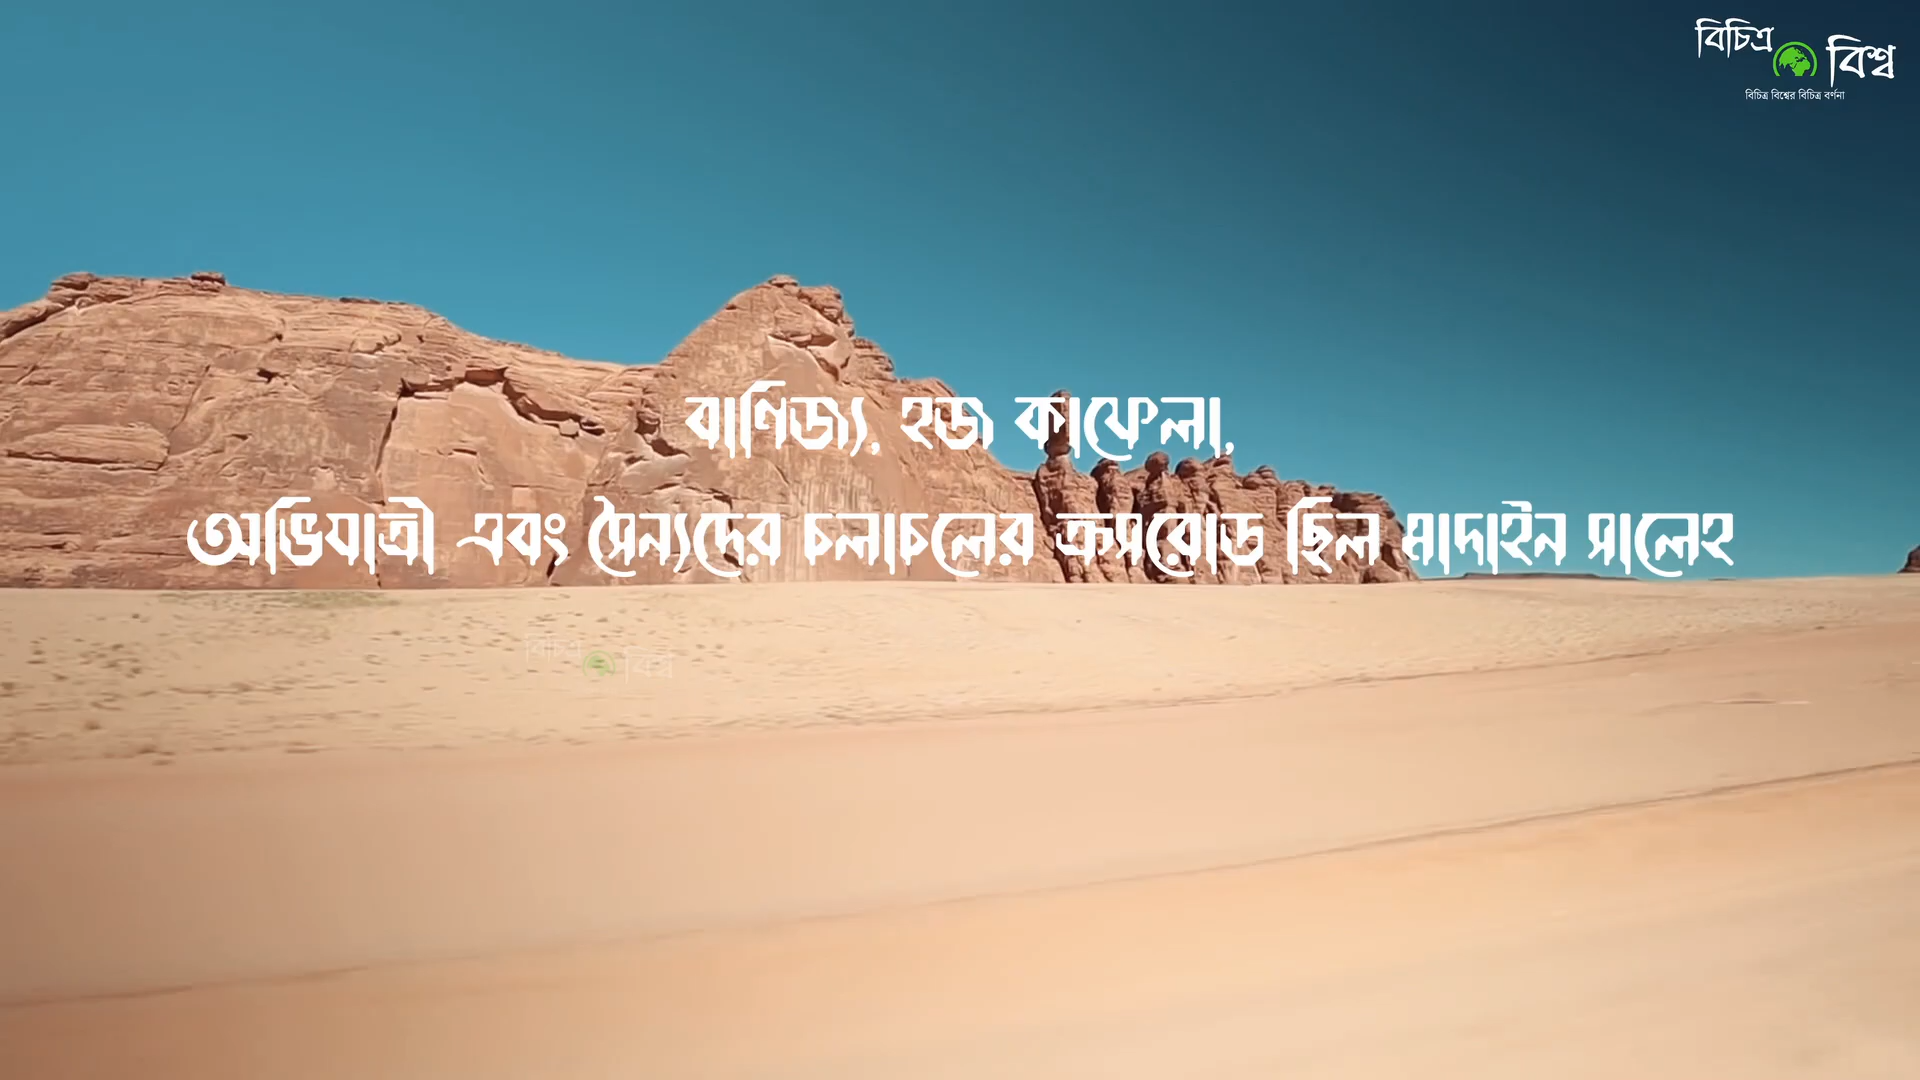 বিচিত্র বিশ্ব
বিচিত্র বিশ্বের বিচিত্র বর্ণনা
বাণিজ্য, হজ কাফেলা,
অভিযাত্রী এবং সৈন্যদের চলাচলের ক্রসরোড ছিল মাদাইন সালেহ
বিচিত্র বিশ্ব